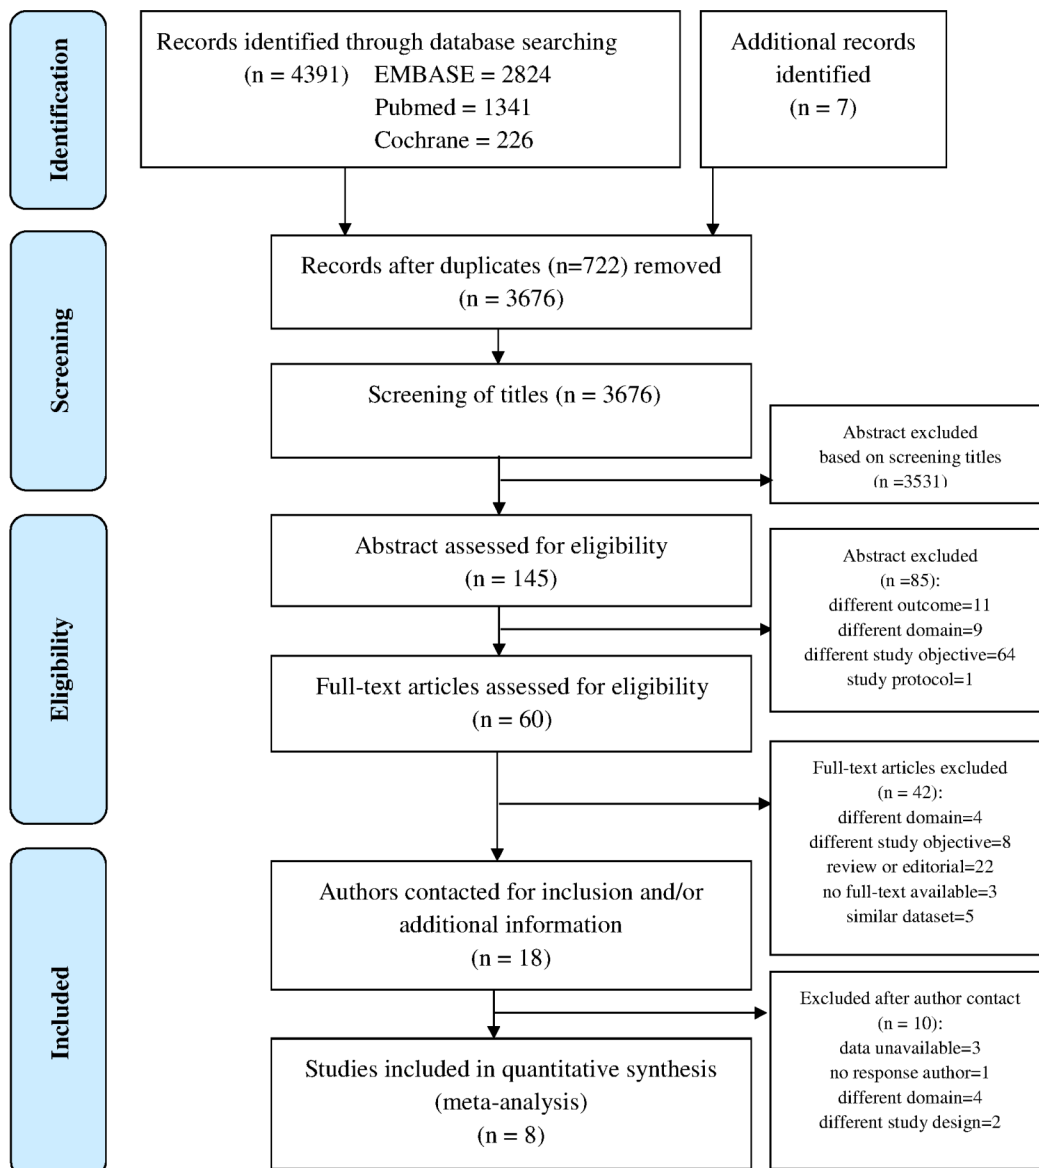 Identification
Records identified through database searching
(n = 4391) EMBASE = 2824
Pubmed = 1341
Cochrane = 226
Additional records
identified
(n = 7)
Screening
Records after duplicates (n=722) removed
(n = 3676)
Screening of titles (n = 3676)
Abstract excluded
based on screening titles
(n =3531)
Eligibility
Abstract assessed for eligibility
(n = 145)
Abstract excluded
(n =85):
different outcome=11
different domain=9
different study objective=64
study protocol=1
Full-text articles assessed for eligibility
(n = 60)
Full-text articles excluded
(n = 42):
different domain=4
different study objective=8
review or editorial=22
no full-text available=3
similar dataset=5
Included
Authors contacted for inclusion and/or
additional information
(n = 18)
Excluded after author contact
(n = 10):
data unavailable=3
no response author=1
different domain=4
different study design=2
Studies included in quantitative synthesis
(meta-analysis)
(n = 8)